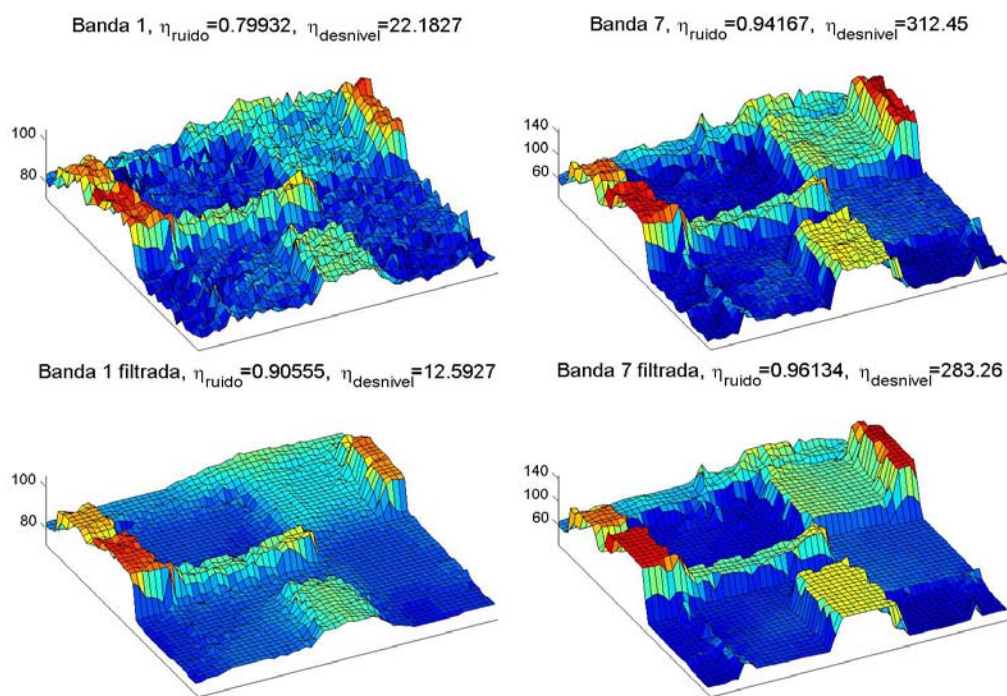 Banda 1, ηruido=0.79932, ηdesnivel=22.1827
100
80
Banda 7, ηruido=0.94167, ηdesnivel=312.45
140
100
60
Banda 1 filtrada, ηruido=0.90555, ηdesnivel=12.5927
100
80
Banda 7 filtrada, ηruido=0.96134, ηdesnivel=283.26
140
100
60